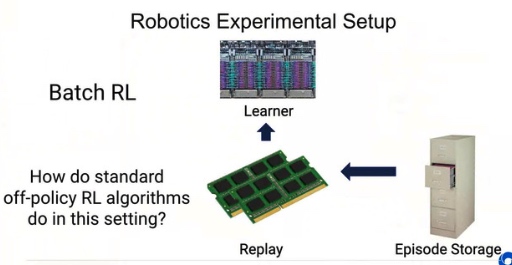 Robotics Experimental Setup
Batch RL
Learner
How do standard
off-policy RL algorithms
do in this setting?
Replay
Episode Storage